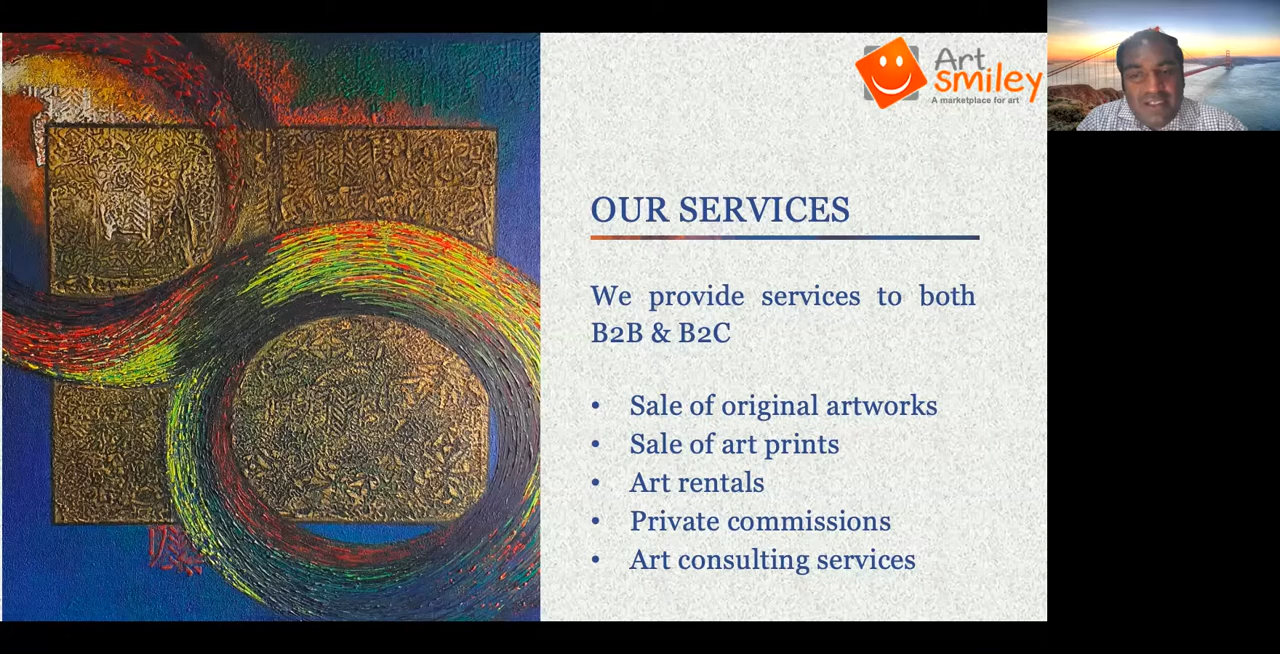 Art
smiley
A marketplace for art
OUR SERVICES
We provide services to both
B2B & B2C
• Sale of original artworks
• Sale of art prints
• Art rentals
• Private commissions
• Art consulting services